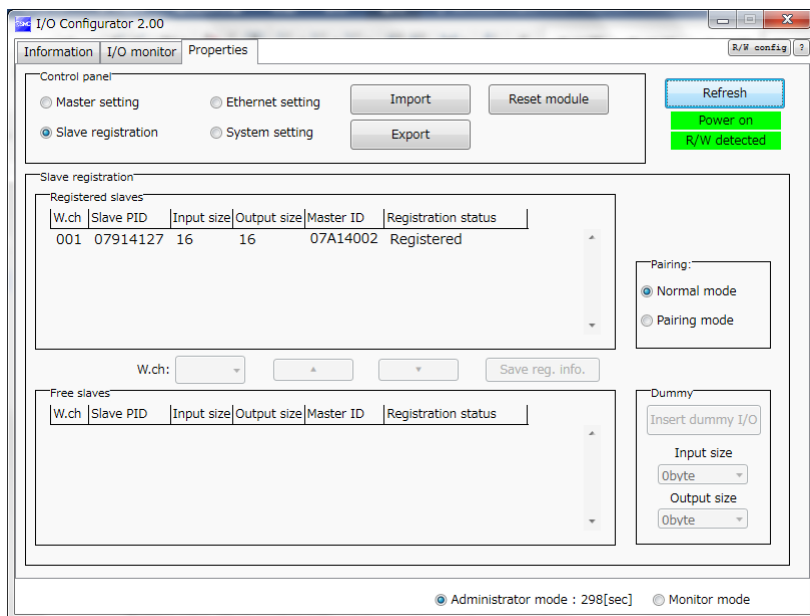 I/O Configurator 2.00
Information I/O monitor Properties R/W config ?
Control panel
Master setting Ethernet setting Import Reset module Refresh
Slave registration System setting Export Power on
R/W detected
Slave registration
Registered slaves
W.ch Slave PID Input size Output size Master ID Registration status
001 07914127 16 16 07A14002 Registered
Pairing:
Normal mode
Pairing mode
W.ch: Save reg. info.
Free slaves
W.ch Slave PID Input size Output size Master ID Registration status
Dummy
Insert dummy I/O
Input size
0byte
Output size
0byte
Administrator mode : 298[sec] Monitor mode